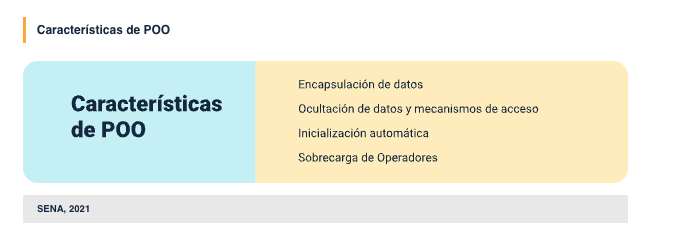 Características de POO
Características
de POO
Encapsulación de datos
Ocultación de datos y mecanismos de acceso
Inicialización automática
Sobrecarga de Operadores
SENA, 2021